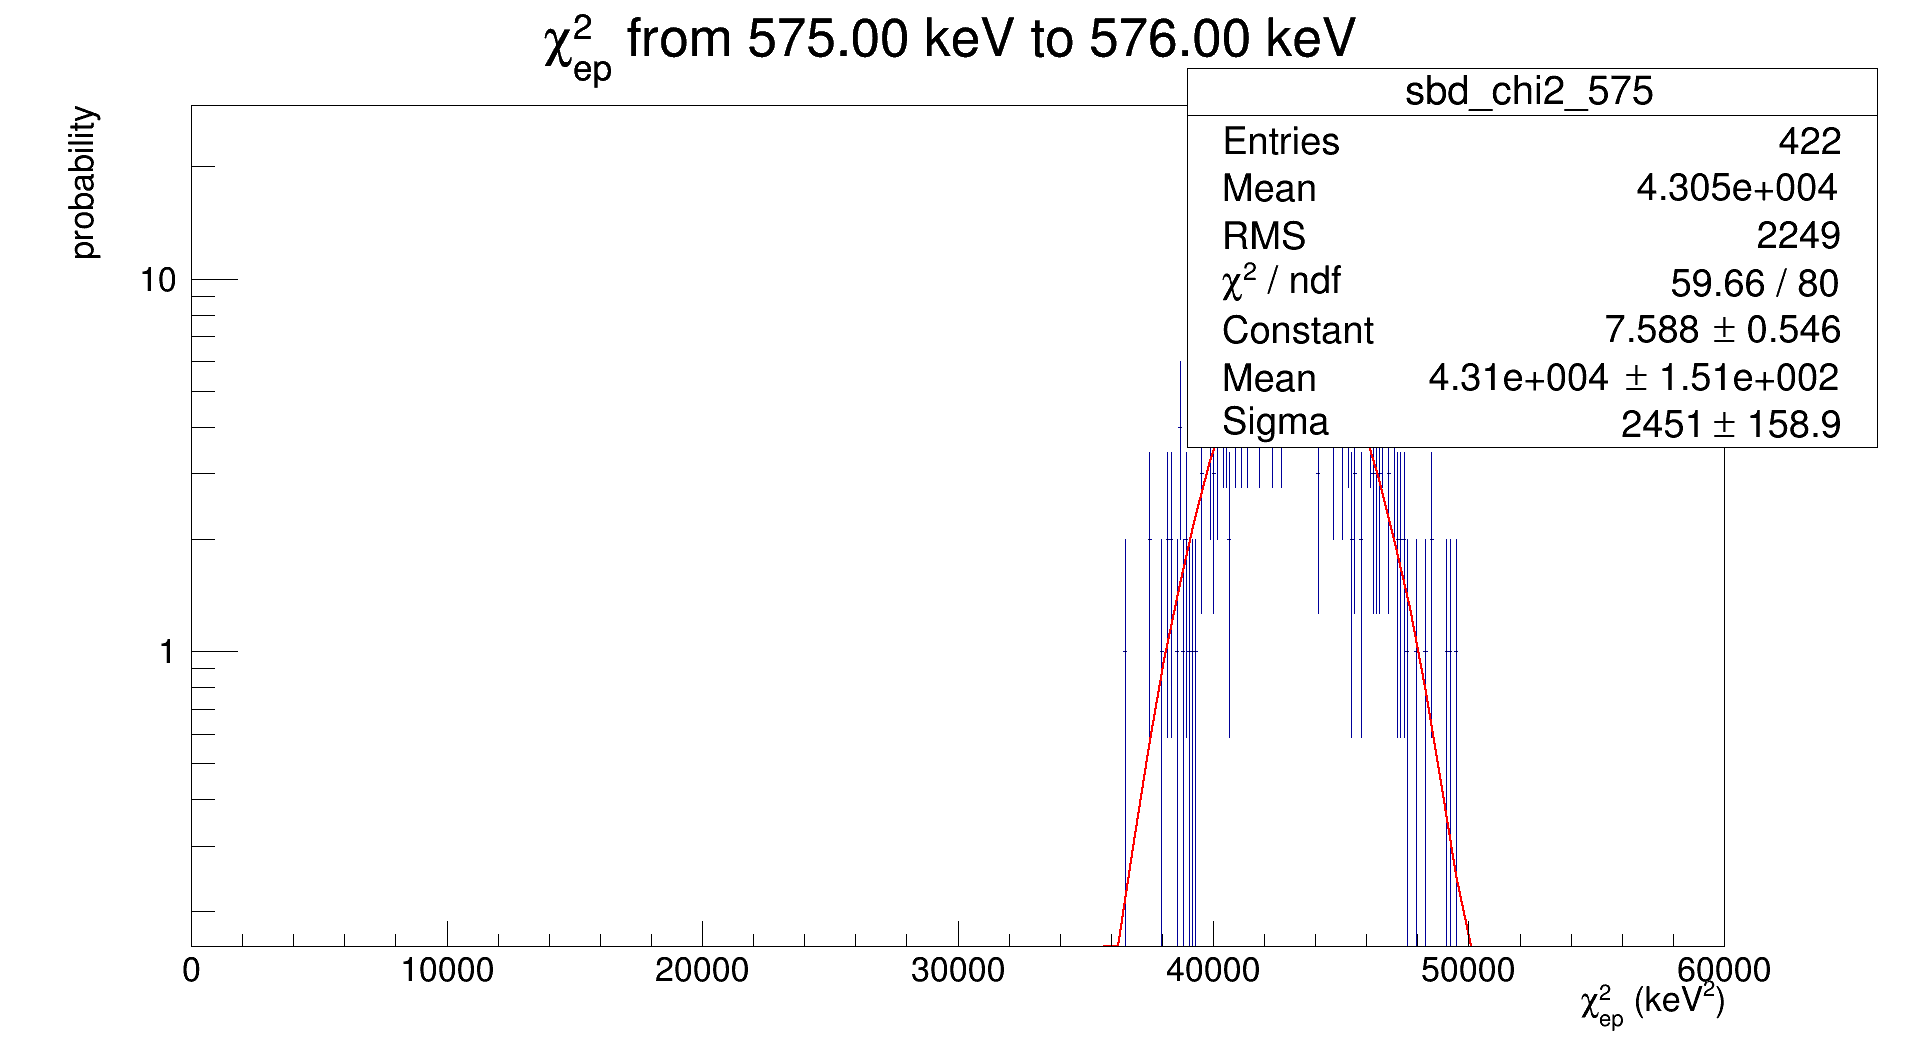 χ²ep from 575.00 keV to 576.00 keV
sbd_chi2_575
Entries 422
Mean 4.305e+004
RMS 2249
χ² / ndf 59.66 / 80
Constant 7.588 ± 0.546
Mean 4.31e+004 ± 1.51e+002
Sigma 2451 ± 158.9
probability
10
1
0 10000 20000 30000 40000 50000 60000
χ²ep (keV²)